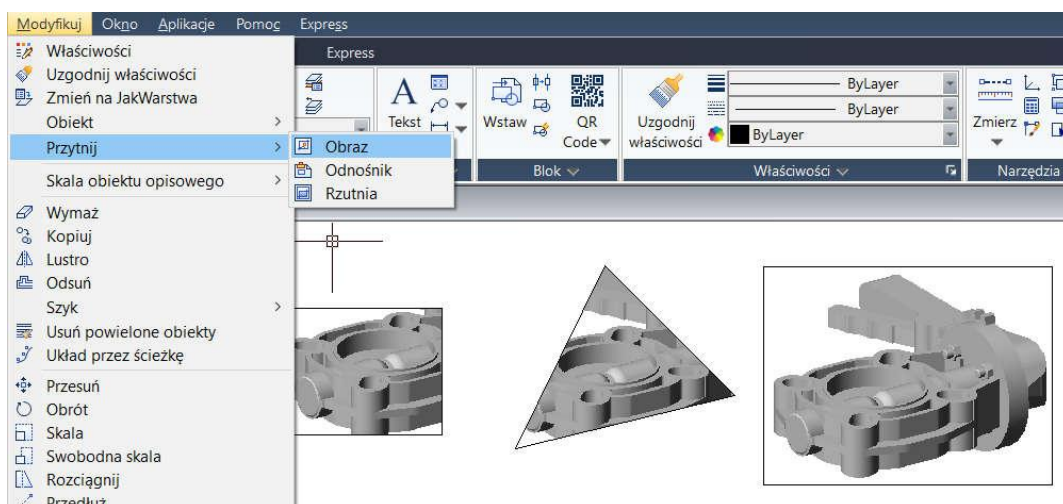 Modyfikuj Okno Aplikacje Pomoc Express
Właściwości
Uzgodnij właściwości
Zmień na JakWarstwa
Obiekt
Przytnij
Skala obiektu opisowego
Wymaż
Kopiuj
Lustro
Odsuń
Szyk
Usuń powielone obiekty
Układ przez ścieżkę
Przesuń
Obrót
Skala
Swobodna skala
Rozciągnij
Przedłuż
Obraz
Odnośnik
Rzutnia
Express
Tekst
Wstaw
QR
Code
Blok
Uzgodnij
właściwości
ByLayer
ByLayer
ByLayer
Właściwości
Zmierz
Narzędzia